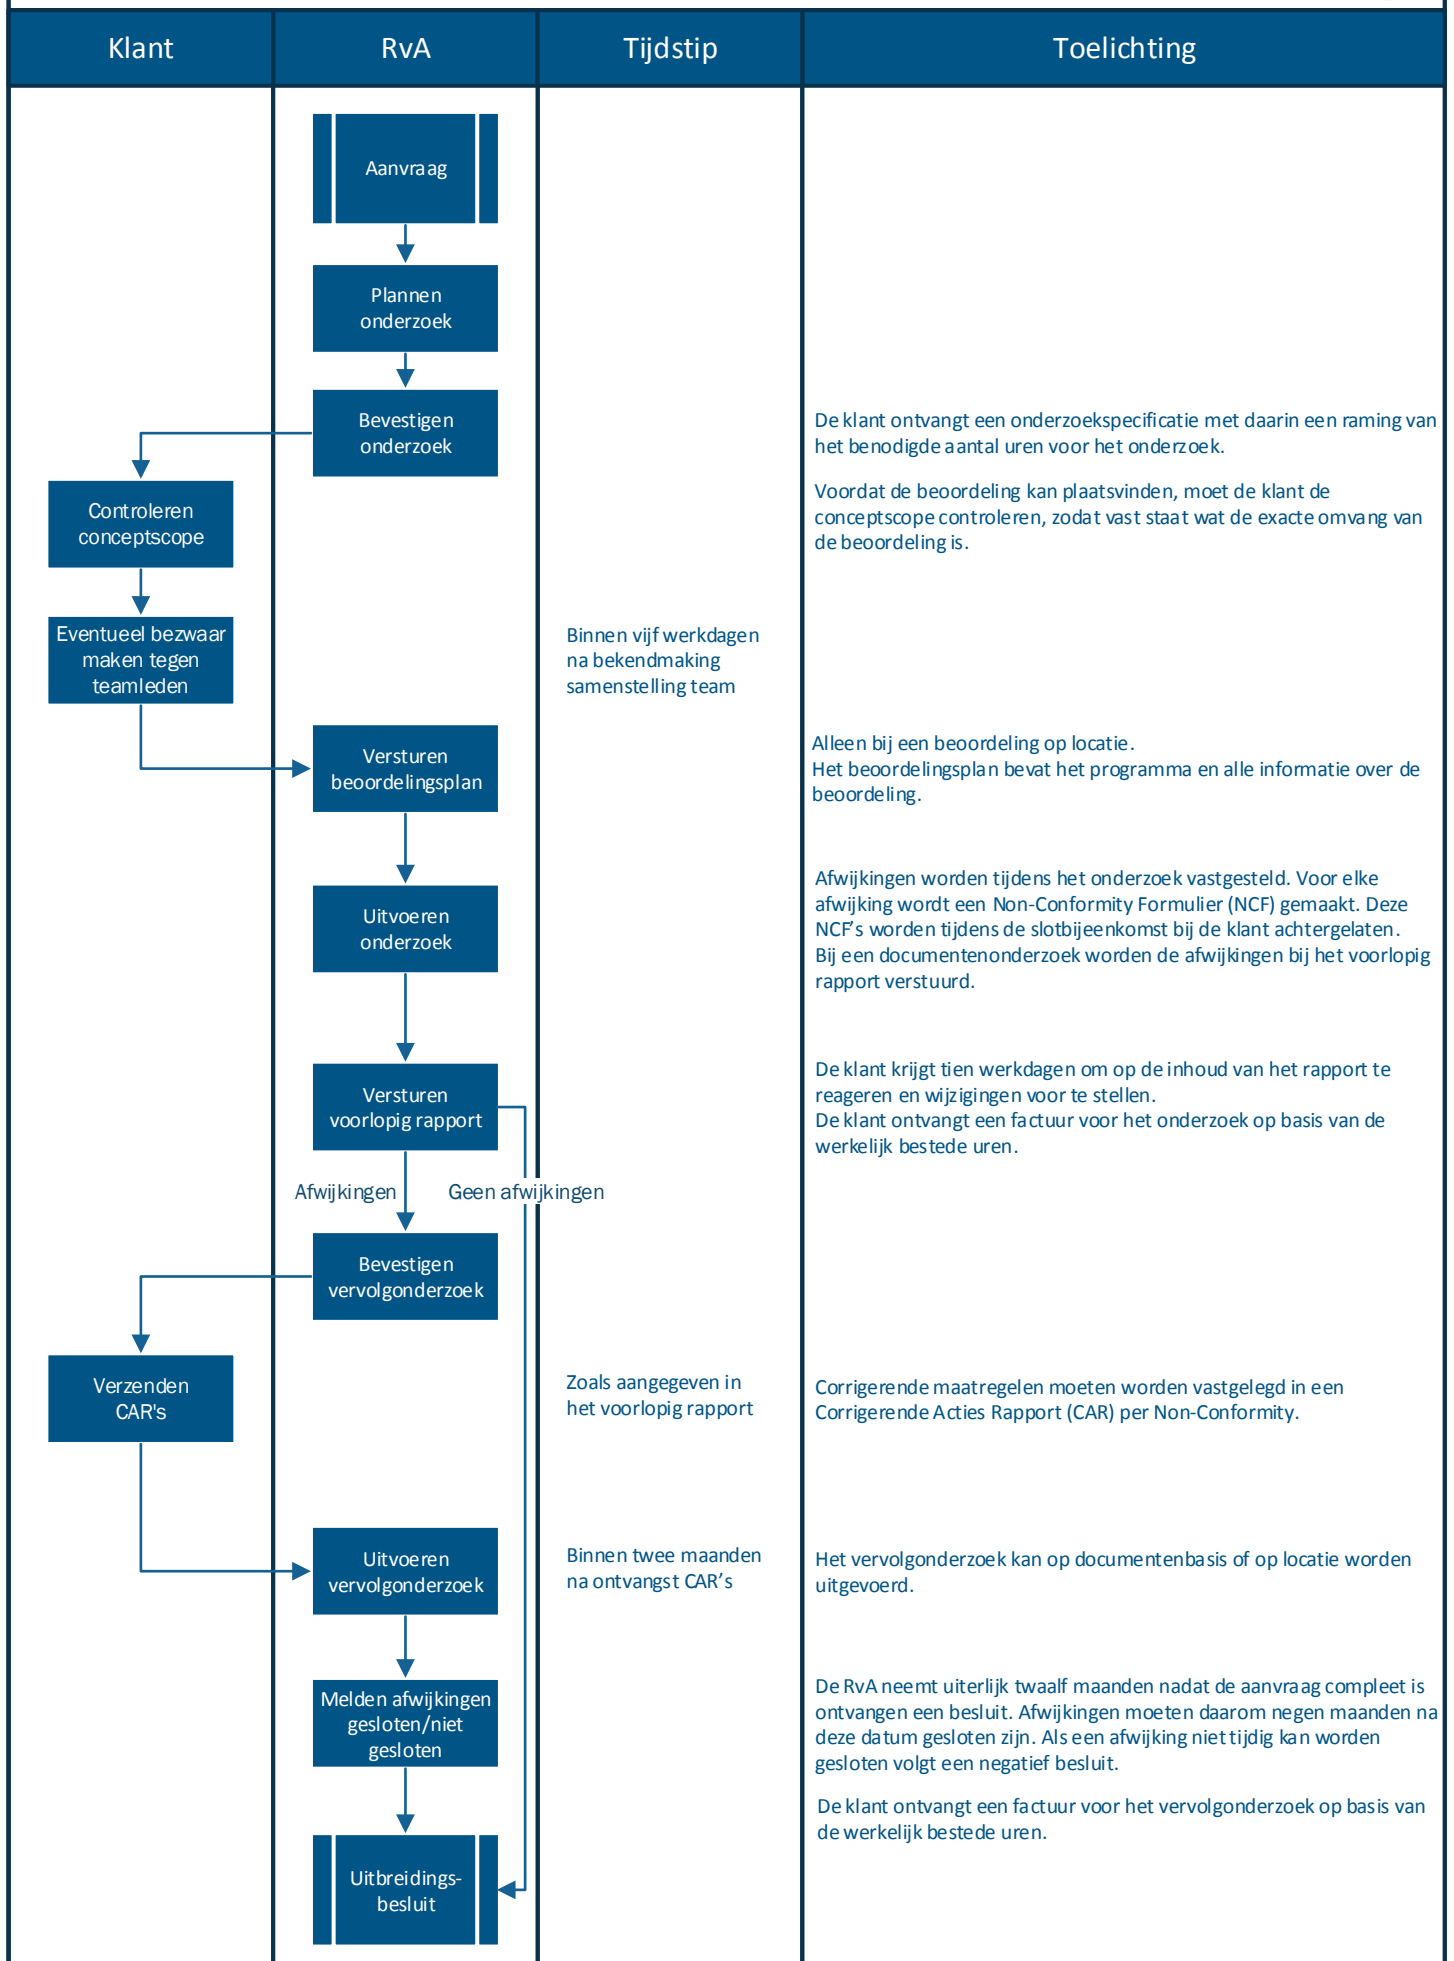 Klant
RvA
Tijdstip
Toelichting
Aanvraag
Plannen
onderzoek
Bevestigen
onderzoek
De klant ontvangt een onderzoekspecificatie met daarin een raming van
het benodigde aantal uren voor het onderzoek.
Controleren
conceptscope
Voordat de beoordeling kan plaatsvinden, moet de klant de
conceptscope controleren, zodat vast staat wat de exacte omvang van
de beoordeling is.
Eventueel bezwaar
maken tegen
teamleden
Binnen vijf werkdagen
na bekendmaking
samenstelling team
Versturen
beoordelingsplan
Alleen bij een beoordeling op locatie.
Het beoordelingsplan bevat het programma en alle informatie over de
beoordeling.
Uitvoeren
onderzoek
Afwijkingen worden tijdens het onderzoek vastgesteld. Voor elke
afwijking wordt een Non-Conformity Formulier (NCF) gemaakt. Deze
NCF's worden tijdens de slotbijeenkomst bij de klant achtergelaten.
Bij een documentenonderzoek worden de afwijkingen bij het voorlopig
rapport verstuurd.
Versturen
voorlopig rapport
De klant krijgt tien werkdagen om op de inhoud van het rapport te
reageren en wijzigingen voor te stellen.
De klant ontvangt een factuur voor het onderzoek op basis van de
werkelijk bestede uren.
Afwijkingen
Geen afwijkingen
Bevestigen
vervolgonderzoek
Verzenden
CAR's
Zoals aangegeven in
het voorlopig rapport
Corrigerende maatregelen moeten worden vastgelegd in een
Corrigerende Acties Rapport (CAR) per Non-Conformity.
Uitvoeren
vervolgonderzoek
Binnen twee maanden
na ontvangst CAR's
Het vervolgonderzoek kan op documentenbasis of op locatie worden
uitgevoerd.
Melden afwijkingen
gesloten/niet
gesloten
De RvA neemt uiterlijk twaalf maanden nadat de aanvraag compleet is
ontvangen een besluit. Afwijkingen moeten daarom negen maanden na
deze datum gesloten zijn. Als een afwijking niet tijdig kan worden
gesloten volgt een negatief besluit.
De klant ontvangt een factuur voor het vervolgonderzoek op basis van
de werkelijk bestede uren.
Uitbreidings-
besluit